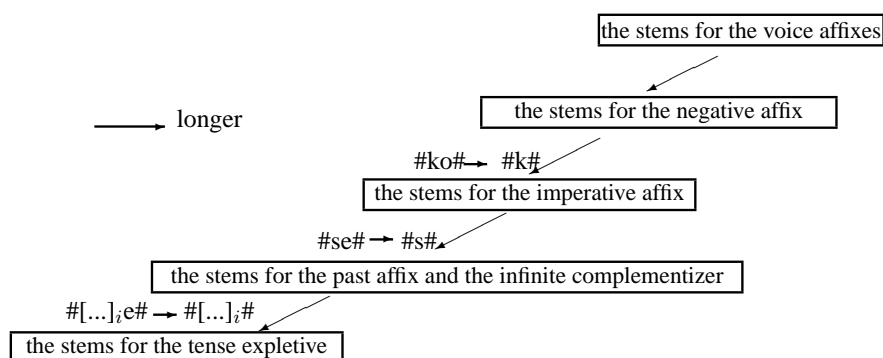 the stems for the voice affixes
the stems for the negative affix
longer
#ko# → #k#
the stems for the imperative affix
#se# → #s#
the stems for the past affix and the infinite complementizer
#[...]ᵢe# → #[...]ᵢ#
the stems for the tense expletive